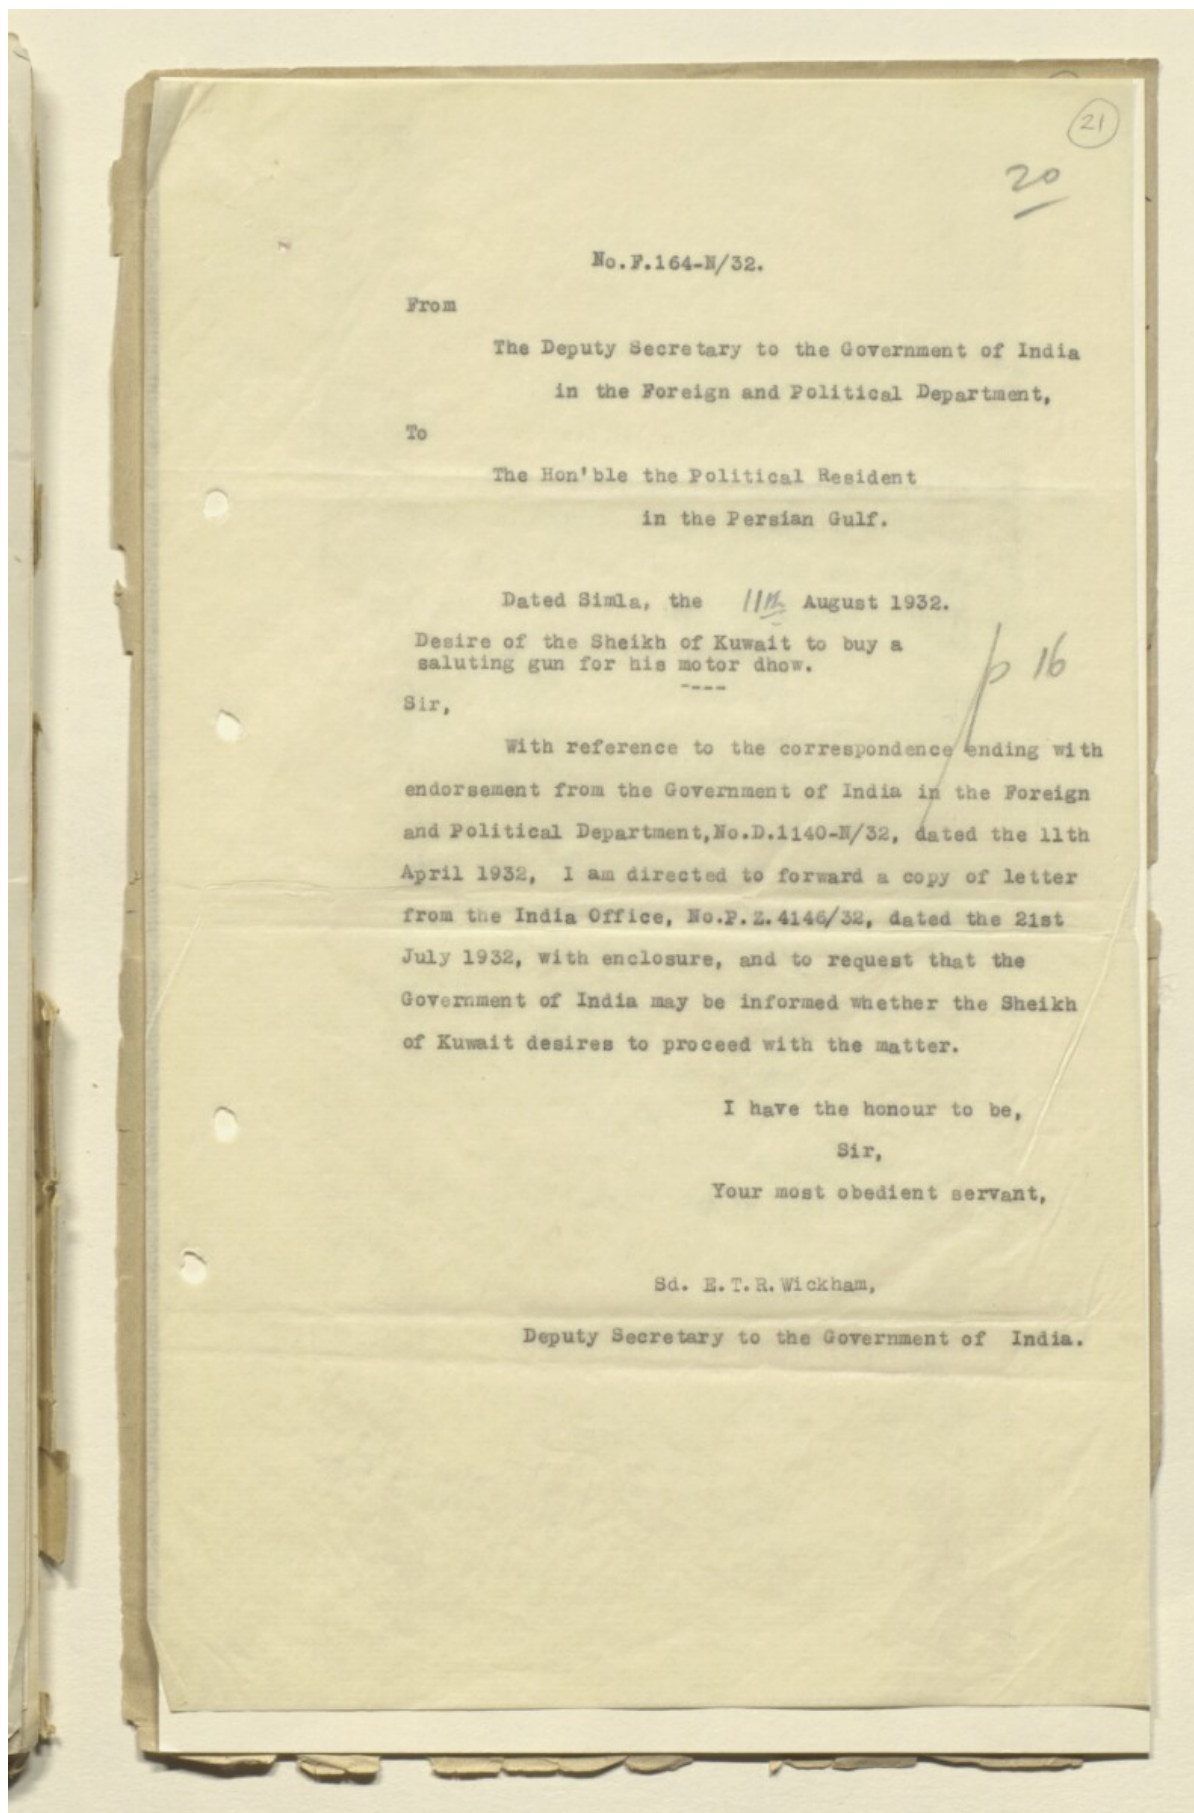 21
20
No.F.164-N/32.
From
The Deputy Secretary to the Government of India
in the Foreign and Political Department,
To
The Hon'ble the Political Resident
in the Persian Gulf.
Dated Simla, the 11th August 1932.
Desire of the Sheikh of Kuwait to buy a
saluting gun for his motor dhow.
----
p 16
Sir,
With reference to the correspondence ending with
endorsement from the Government of India in the Foreign
and Political Department,No.D.1140-N/32, dated the 11th
April 1932, I am directed to forward a copy of letter
from the India Office, No.P.Z.4146/32, dated the 21st
July 1932, with enclosure, and to request that the
Government of India may be informed whether the Sheikh
of Kuwait desires to proceed with the matter.
I have the honour to be,
Sir,
Your most obedient servant,
Sd. E.T.R.Wickham,
Deputy Secretary to the Government of India.